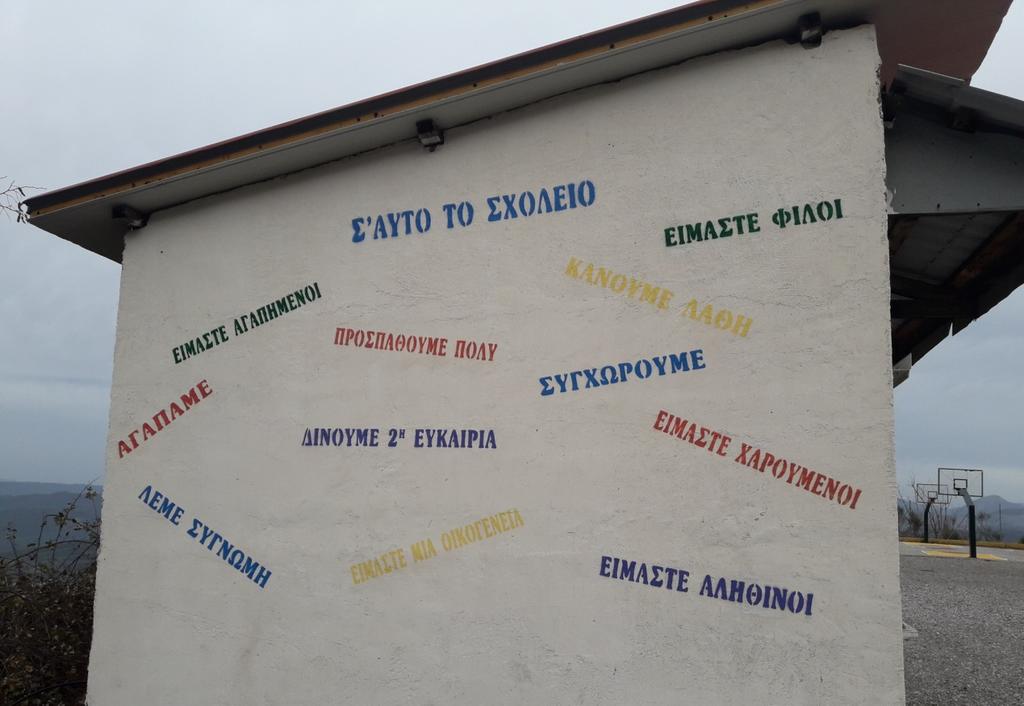 Σ'ΑΥΤΟ ΤΟ ΣΧΟΛΕΙΟ
ΕΙΜΑΣΤΕ ΦΙΛΟΙ
ΚΑΝΟΥΜΕ ΛΑΘΗ
ΕΙΜΑΣΤΕ ΑΓΑΠΗΜΕΝΟΙ
ΠΡΟΣΠΑΘΟΥΜΕ ΠΟΛΥ
ΣΥΓΧΩΡΟΥΜΕ
ΑΓΑΠΑΜΕ
ΔΙΝΟΥΜΕ 2Η ΕΥΚΑΙΡΙΑ
ΕΙΜΑΣΤΕ ΧΑΡΟΥΜΕΝΟΙ
ΛΕΜΕ ΣΥΓΝΩΜΗ
ΕΙΜΑΣΤΕ ΜΙΑ ΟΙΚΟΓΕΝΕΙΑ
ΕΙΜΑΣΤΕ ΑΛΗΘΙΝΟΙ